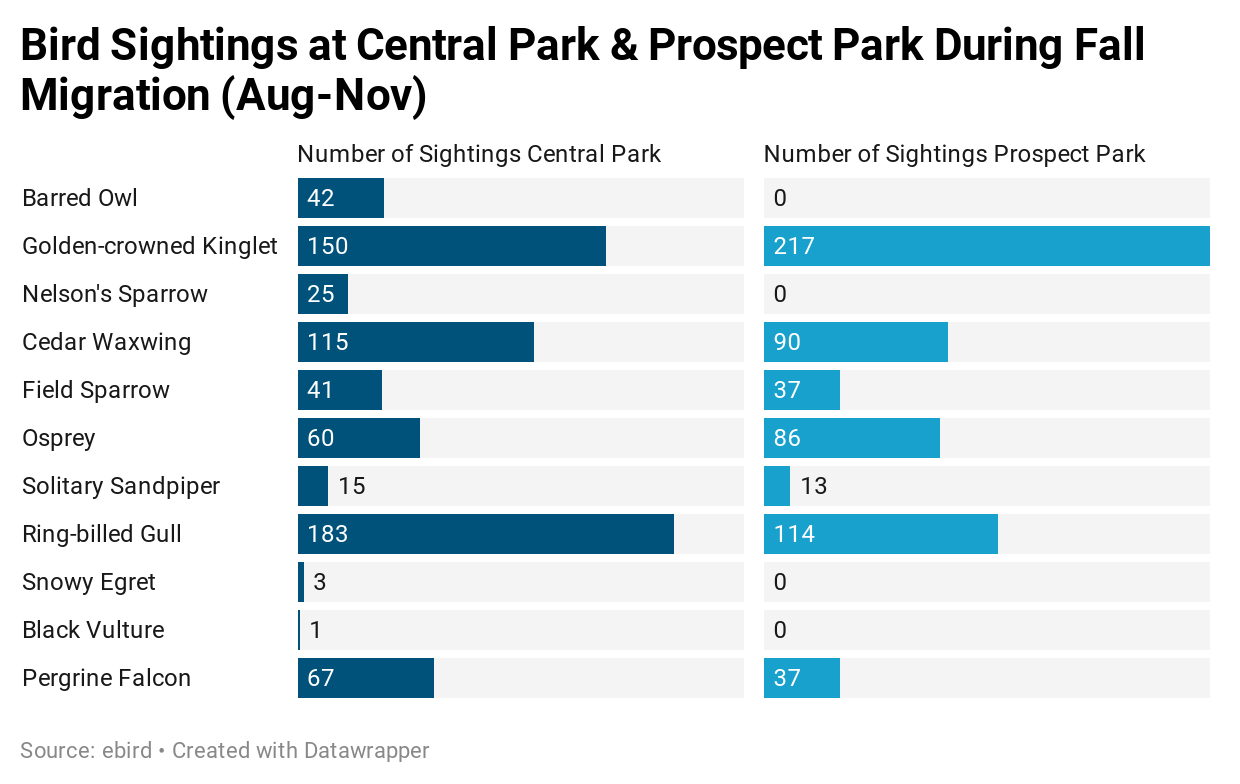 Bird Sightings at Central Park & Prospect Park During Fall
Migration (Aug-Nov)
Number of Sightings Central Park Number of Sightings Prospect Park
Barred Owl 42 0
Golden-crowned Kinglet 150 217
Nelson's Sparrow 25 0
Cedar Waxwing 115 90
Field Sparrow 41 37
Osprey 60 86
Solitary Sandpiper 15 13
Ring-billed Gull 183 114
Snowy Egret 3 0
Black Vulture 1 0
Pergrine Falcon 67 37
Source: ebird • Created with Datawrapper